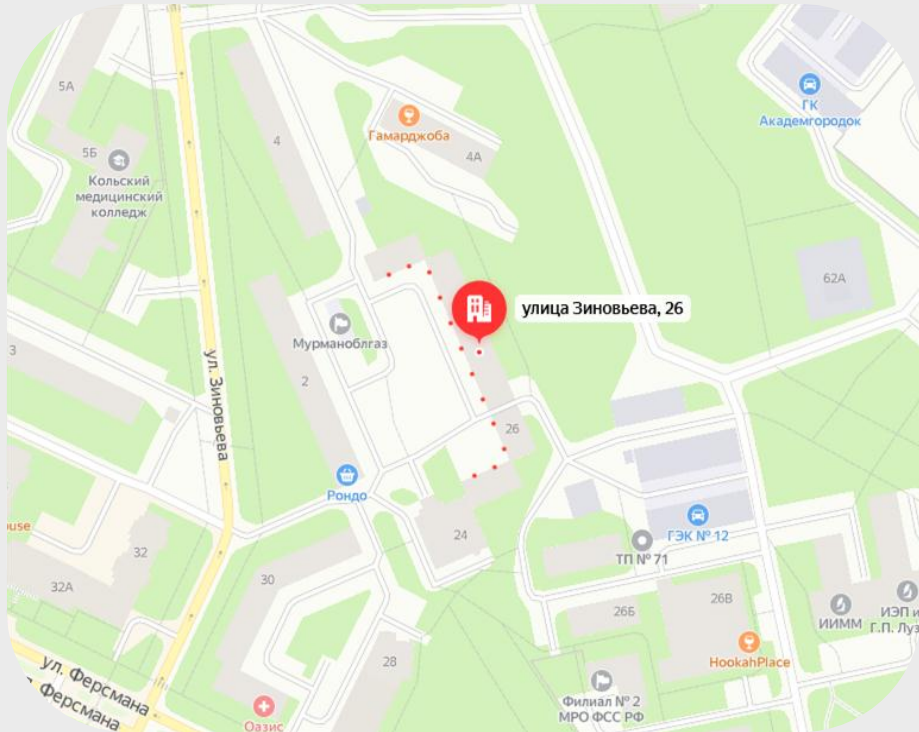 5А
ГК
Академгородок
Гамарджоба
4
4А
5Б
Кольский
медицинский
колледж
62А
улица Зиновьева, 26
Мурманоблгаз
3
2
ул. Зиновьева
26
Рондо
ouse
ГЭК № 12
24
32
ТП № 71
30
32А
26Б
26В
ИИММ
ИЭП и
Г.П. Луз
28
HookahPlace
ул. Ферсмана
Ферсмана
Филиал № 2
МРО ФСС РФ
Оазис